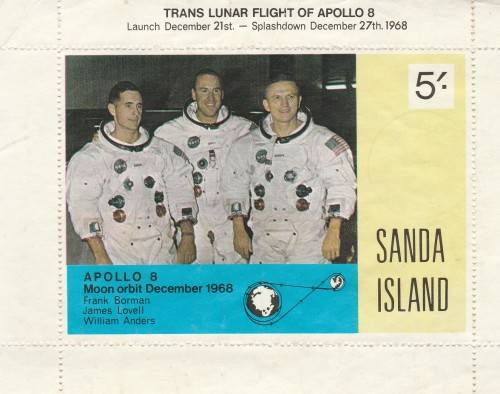 TRANS LUNAR FLIGHT OF APOLLO 8
Launch December 21st. — Splashdown December 27th. 1968
5/-
SANDA
ISLAND
APOLLO 8
Moon orbit December 1968
Frank Borman
James Lovell
William Anders